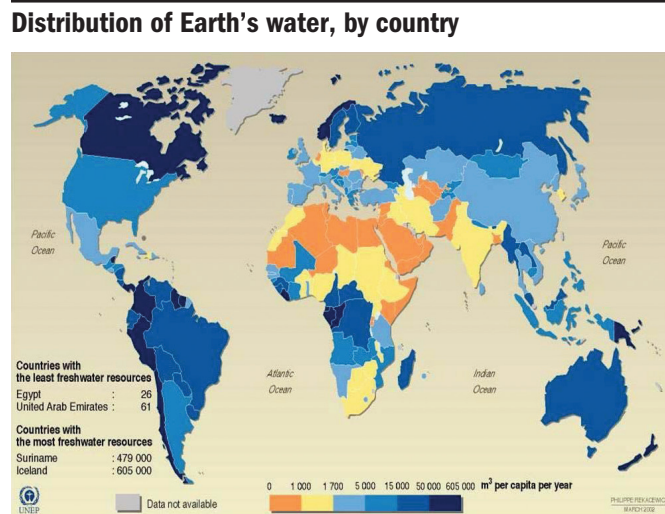 Distribution of Earth's water, by country
Pacific
Ocean
Pacific
Ocean
Atlantic
Ocean
Indian
Ocean
Countries with
the least freshwater resources
Egypt : 26
United Arab Emirates : 61
Countries with
the most freshwater resources
Suriname : 479 000
Iceland : 605 000
0 1 000 1 700 5 000 15 000 50 000 605 000 m³ per capita per year
Data not available
UNEP
MARCH 2002